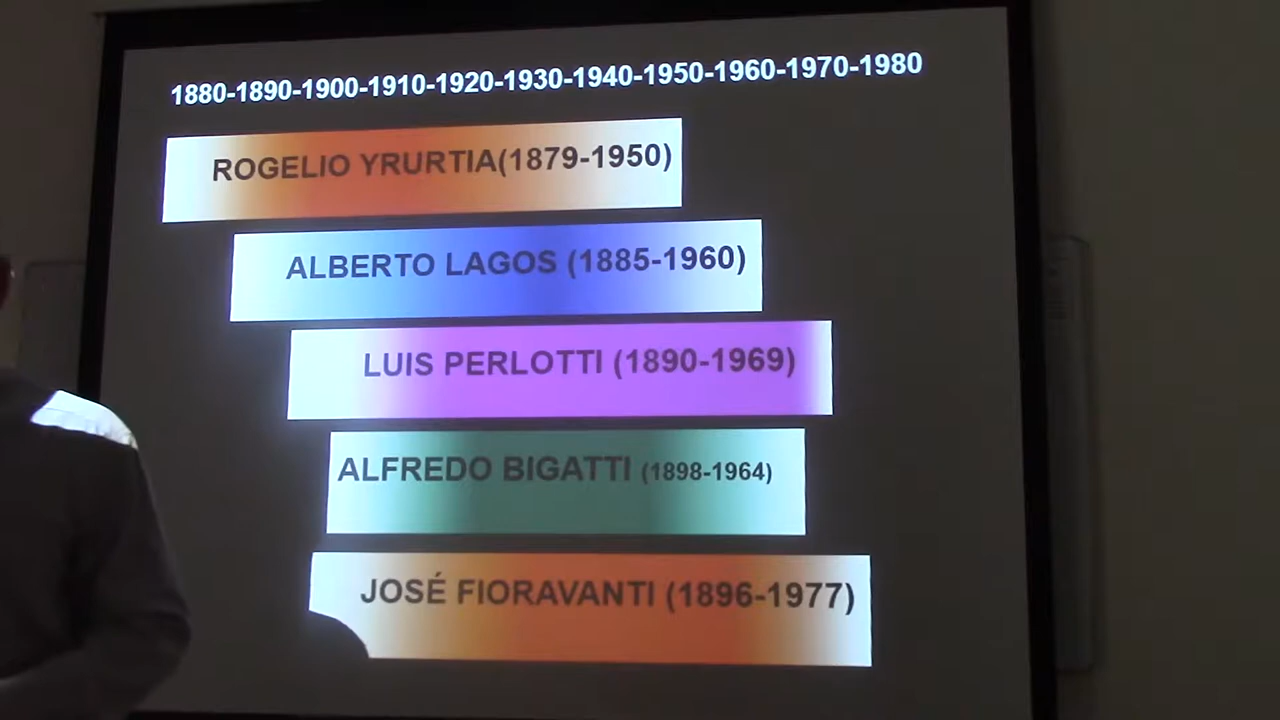 1880-1890-1900-1910-1920-1930-1940-1950-1960-1970-1980
ROGELIO YRURTIA(1879-1950)
ALBERTO LAGOS (1885-1960)
LUIS PERLOTTI (1890-1969)
ALFREDO BIGATTI (1898-1964)
JOSÉ FIORAVANTI (1896-1977)